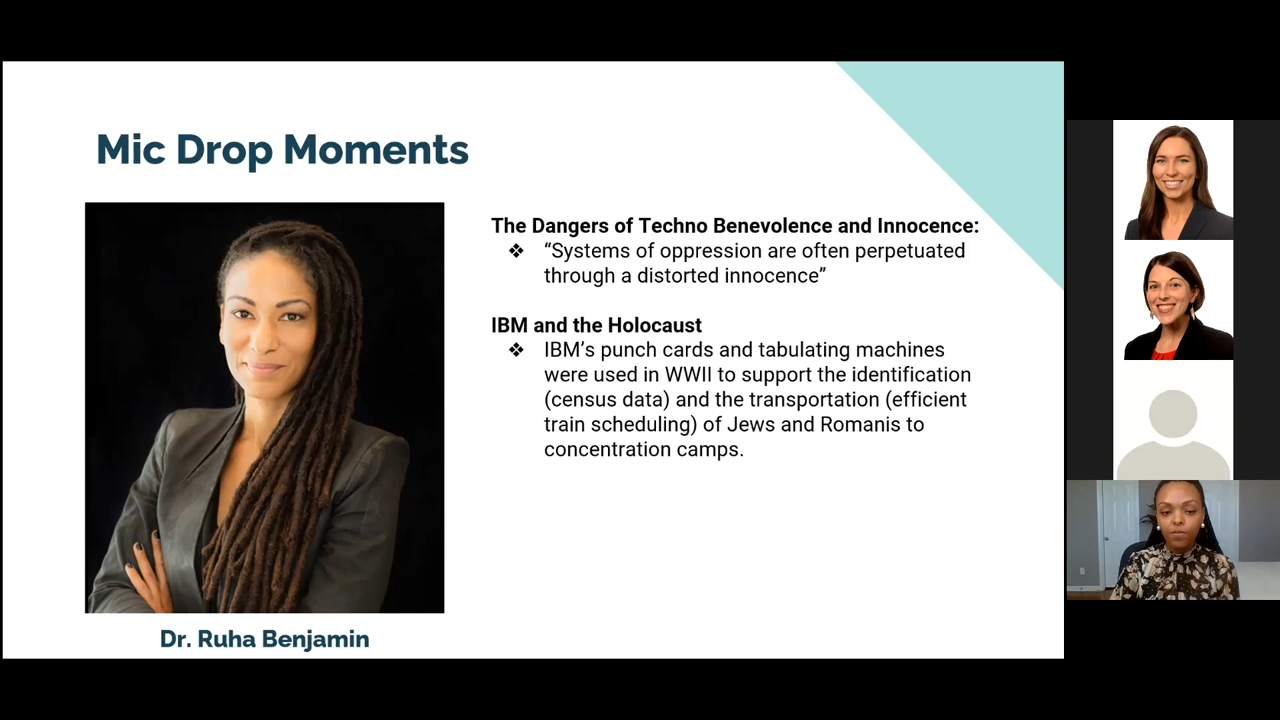 Mic Drop Moments
The Dangers of Techno Benevolence and Innocence:
❖ “Systems of oppression are often perpetuated
through a distorted innocence”
IBM and the Holocaust
❖ IBM’s punch cards and tabulating machines
were used in WWII to support the identification
(census data) and the transportation (efficient
train scheduling) of Jews and Romanis to
concentration camps.
Dr. Ruha Benjamin